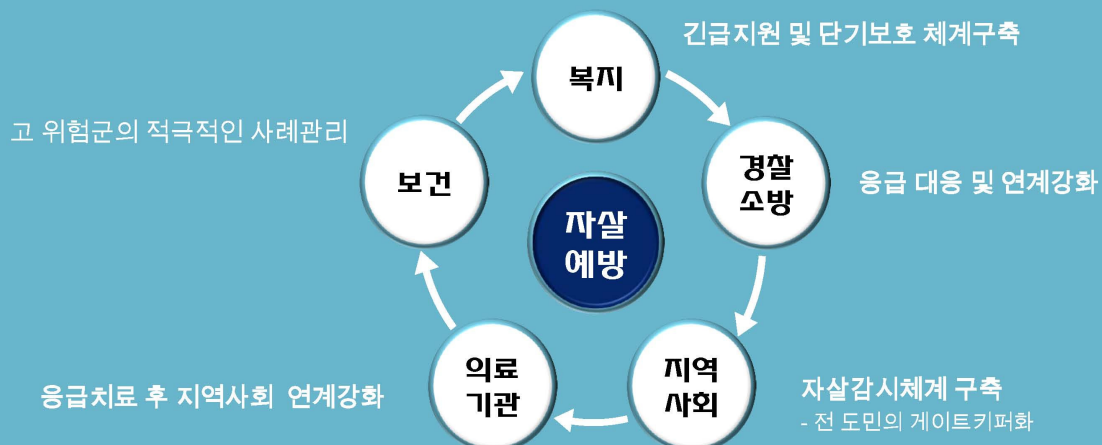 긴급지원 및 단기보호 체계구축
복지
고 위험군의 적극적인 사례관리
보건
경찰
소방
응급 대응 및 연계강화
자살
예방
의료
기관
응급치료 후 지역사회 연계강화
지역
사회
자살감시체계 구축
- 전 도민의 게이트키퍼화